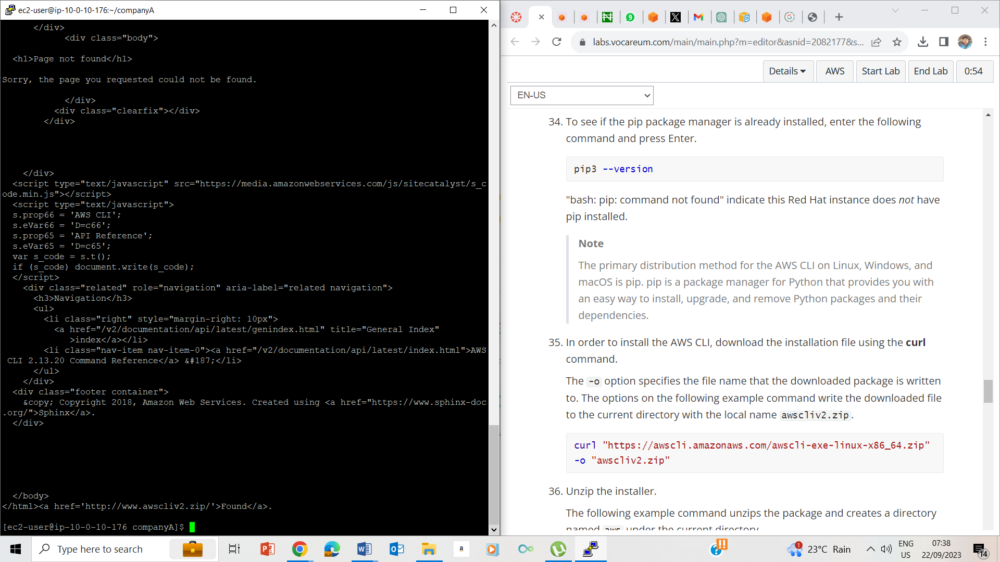 ec2-user@ip-10-0-10-176:~/companyA
</div>
<div class="body">
<h1>Page not found</h1>
Sorry, the page you requested could not be found.
</div>
<div class="clearfix"></div>
</div>
</div>
<script type="text/javascript" src="https://media.amazonwebservices.com/js/sitecatalyst/s_c
ode.min.js"></script>
<script type="text/javascript">
s.prop66 = 'AWS CLI';
s.eVar66 = 'D=c66';
s.prop65 = 'API Reference';
s.eVar65 = 'D=c65';
var s_code = s.t();
if (s_code) document.write(s_code);
</script>
<div class="related" role="navigation" aria-label="related navigation">
<h3>Navigation</h3>
<ul>
<li class="right" style="margin-right: 10px">
<a href="/v2/documentation/api/latest/genindex.html" title="General Index"
>index</a></li>
<li class="nav-item nav-item-0"><a href="/v2/documentation/api/latest/index.html">AWS
CLI 2.13.20 Command Reference</a> &#187;</li>
</ul>
</div>
<div class="footer container">
&copy; Copyright 2018, Amazon Web Services. Created using <a href="https://www.sphinx-doc
.org/">Sphinx</a>.
</div>
</body>
</html><a href='http://www.awscliv2.zip/'>Found</a>.
[ec2-user@ip-10-0-10-176 companyA]$
labs.vocareum.com/main/main.php?m=editor&asnid=2082177&s...
Details
AWS
Start Lab
End Lab
0:54
EN-US
34. To see if the pip package manager is already installed, enter the following
command and press Enter.
pip3 --version
"bash: pip: command not found" indicate this Red Hat instance does not have
pip installed.
Note
The primary distribution method for the AWS CLI on Linux, Windows, and
macOS is pip. pip is a package manager for Python that provides you with
an easy way to install, upgrade, and remove Python packages and their
dependencies.
35. In order to install the AWS CLI, download the installation file using the curl
command.
The -o option specifies the file name that the downloaded package is written
to. The options on the following example command write the downloaded file
to the current directory with the local name awscliv2.zip.
curl "https://awscli.amazonaws.com/awscli-exe-linux-x86_64.zip"
-o "awscliv2.zip"
36. Unzip the installer.
The following example command unzips the package and creates a directory
named aws under the current directory
Type here to search
a
1
23°C Rain
ENG
US
07:38
22/09/2023
14